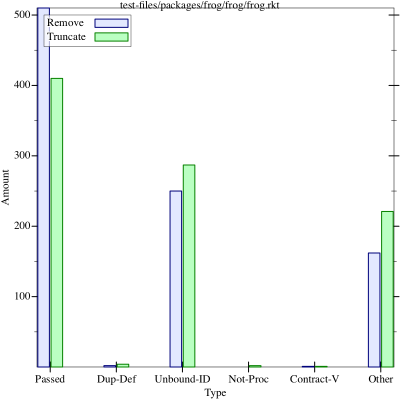 test-files/packages/frog/frog/frog.rkt
Remove
Truncate
500
400
300
200
100
Amount
Passed Dup-Def Unbound-ID Not-Proc Contract-V Other
Type